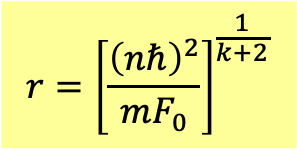 r = [(nħ)² / mF₀]^(1/(k+2))